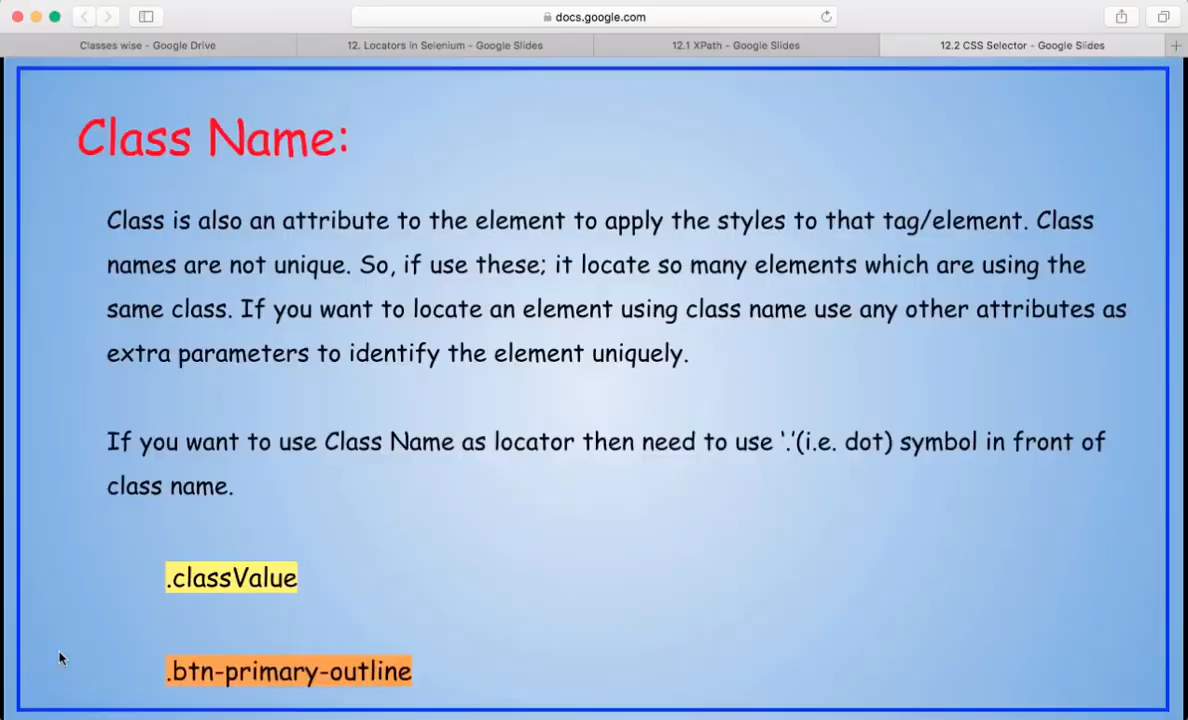 docs.google.com
Classes wise - Google Drive
12. Locators in Selenium - Google Slides
12.1 XPath - Google Slides
12.2 CSS Selector - Google Slides
Class Name:
Class is also an attribute to the element to apply the styles to that tag/element. Class
names are not unique. So, if use these; it locate so many elements which are using the
same class. If you want to locate an element using class name use any other attributes as
extra parameters to identify the element uniquely.
If you want to use Class Name as locator then need to use '.'(i.e. dot) symbol in front of
class name.
.classValue
.btn-primary-outline